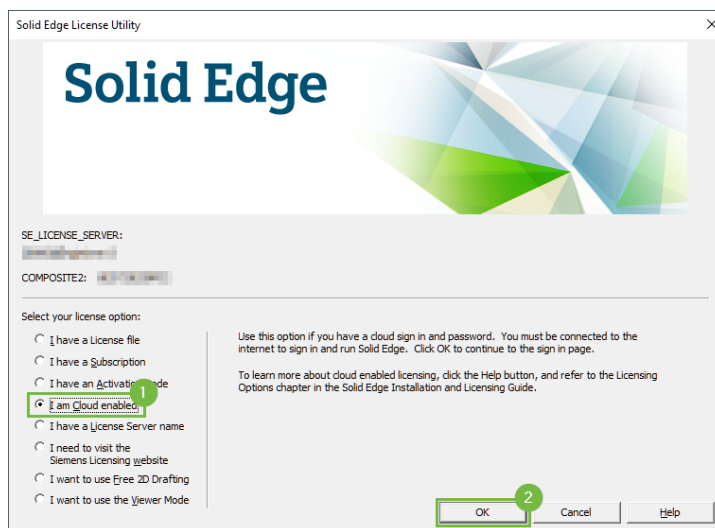 Solid Edge License Utility
Solid Edge
SE_LICENSE_SERVER:
COMPOSITE2:
Select your license option:
I have a License file
I have a Subscription
I have an Activation Code
I am Cloud enabled
I have a License Server name
I need to visit the
Siemens Licensing website
I want to use Free 2D Drafting
I want to use the Viewer Mode
Use this option if you have a cloud sign in and password. You must be connected to the
internet to sign in and run Solid Edge. Click OK to continue to the sign in page.
To learn more about cloud enabled licensing, click the Help button, and refer to the Licensing
Options chapter in the Solid Edge Installation and Licensing Guide.
1
2
OK
Cancel
Help